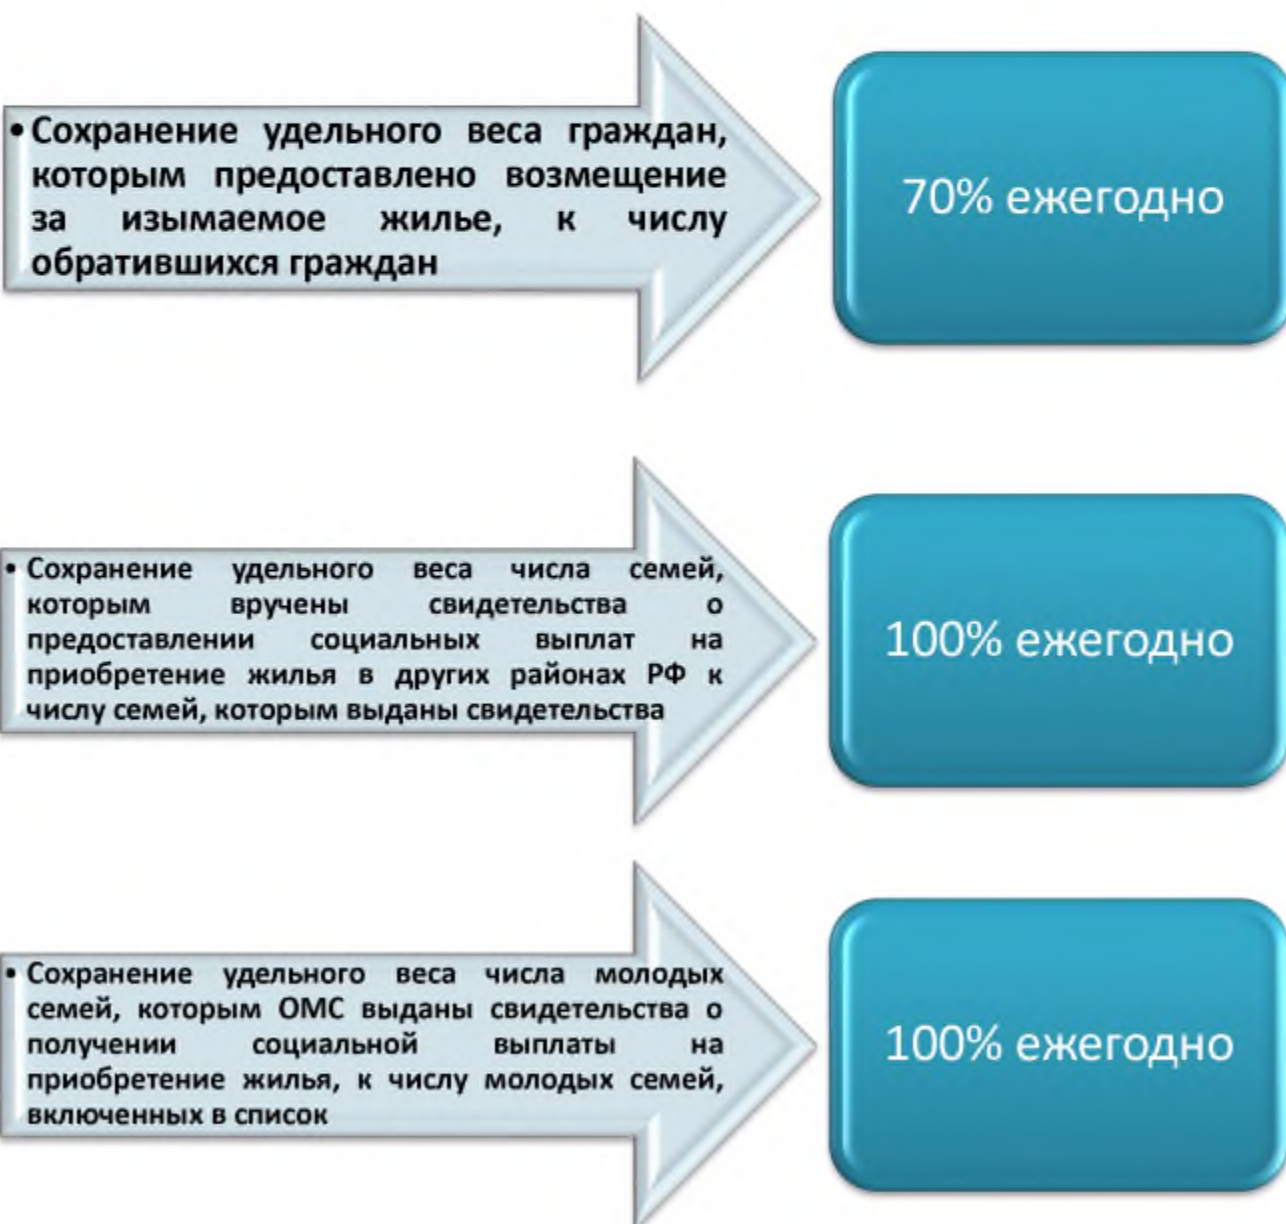 • Сохранение удельного веса граждан,
которым предоставлено возмещение
за изымаемое жилье, к числу
обратившихся граждан
70% ежегодно
• Сохранение удельного веса числа семей,
которым вручены свидетельства о
предоставлении социальных выплат на
приобретение жилья в других районах РФ к
числу семей, которым выданы свидетельства
100% ежегодно
• Сохранение удельного веса числа молодых
семей, которым ОМС выданы свидетельства о
получении социальной выплаты на
приобретение жилья, к числу молодых семей,
включенных в список
100% ежегодно